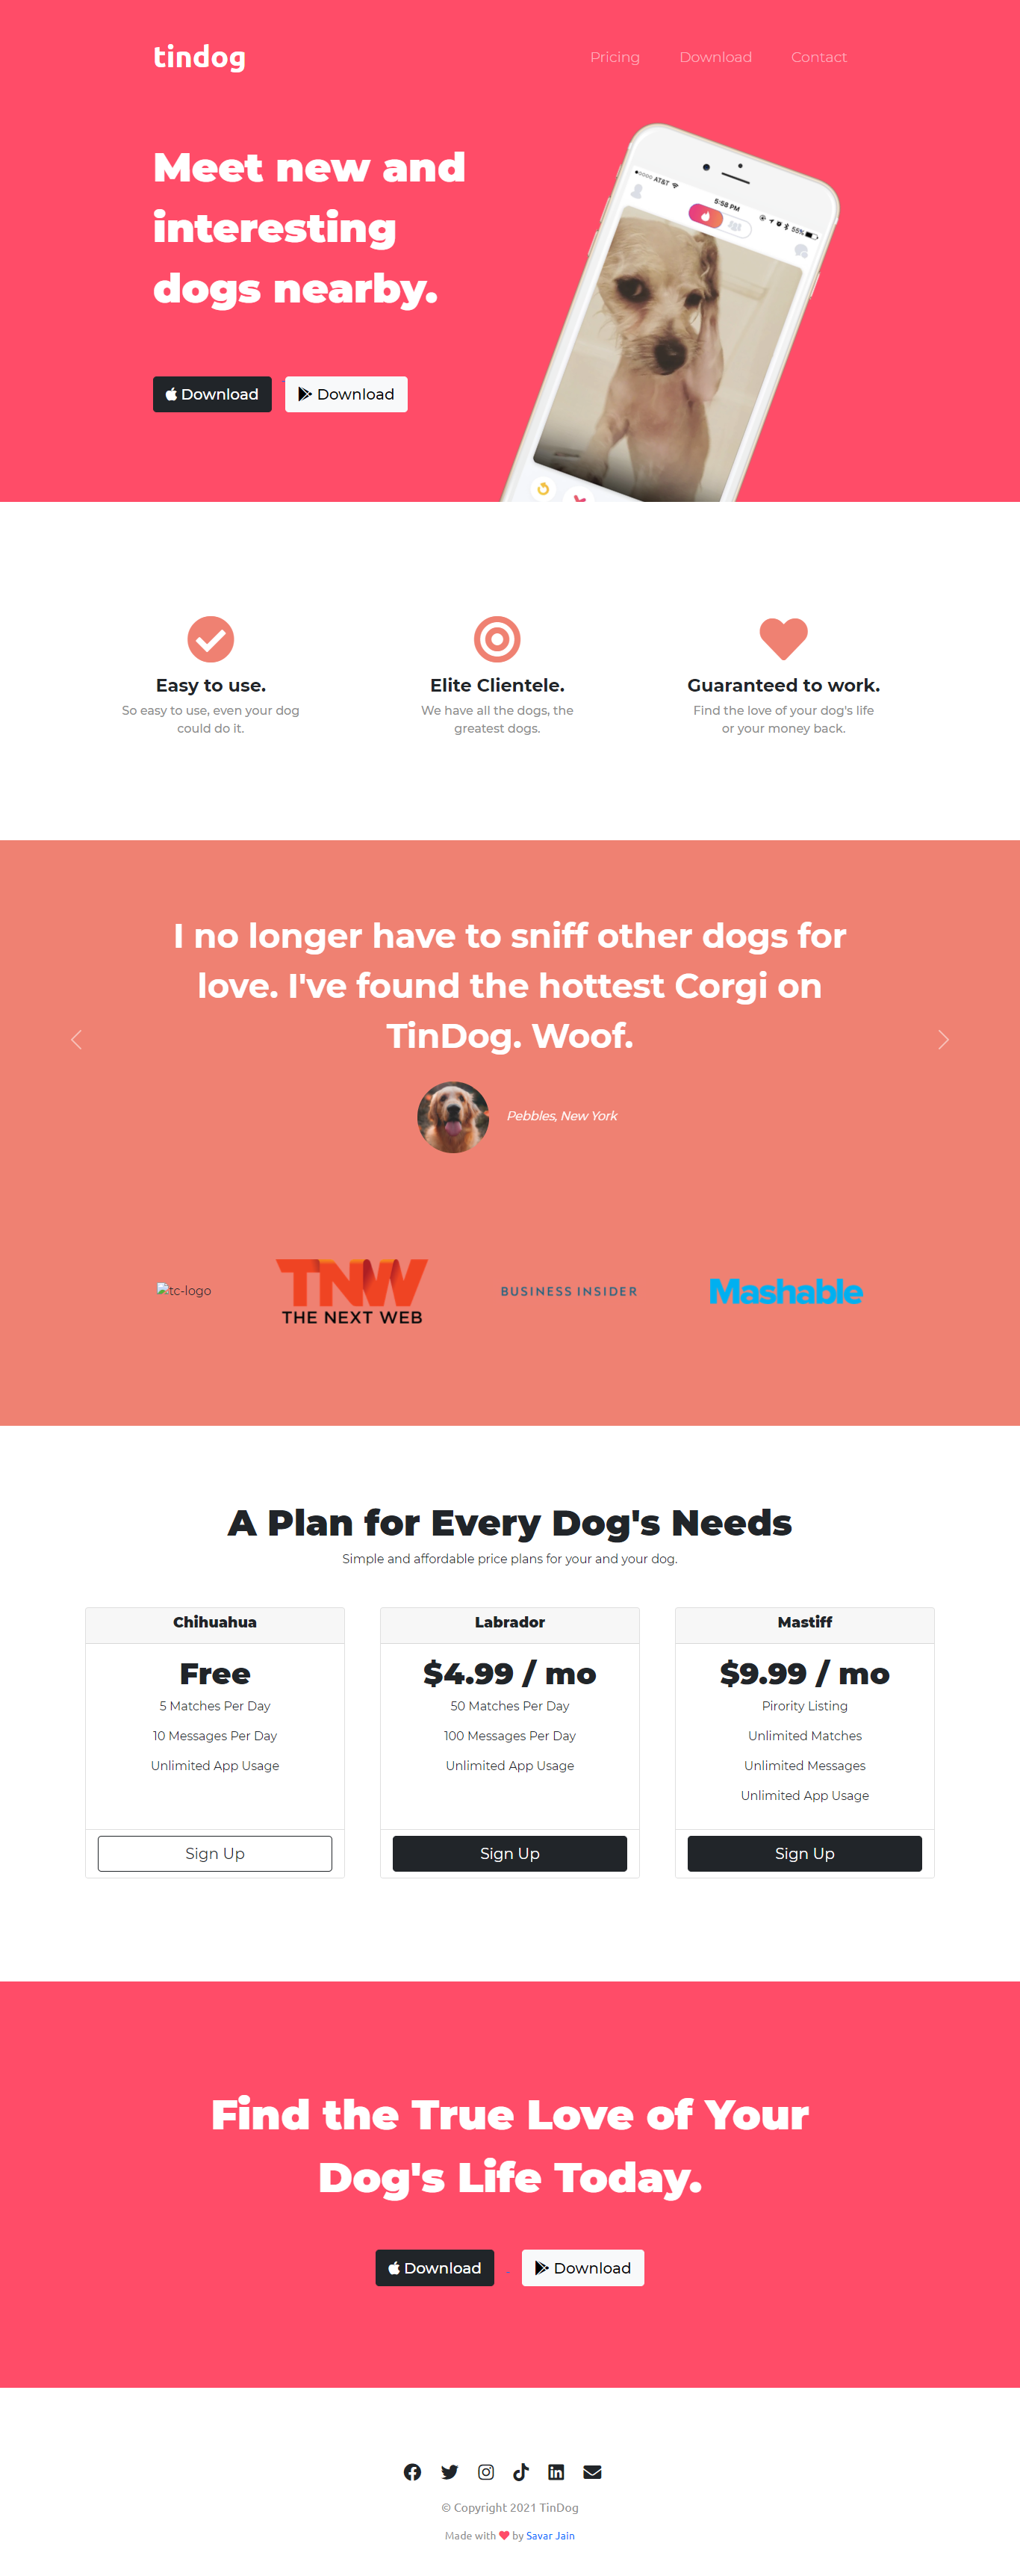 tindog
Pricing Download Contact
Meet new and
interesting
dogs nearby.
Download Download
●○○○○ AT&T 5:58 PM 55%
Easy to use.
So easy to use, even your dog
could do it.
Elite Clientele.
We have all the dogs, the
greatest dogs.
Guaranteed to work.
Find the love of your dog's life
or your money back.
I no longer have to sniff other dogs for
love. I've found the hottest Corgi on
TinDog. Woof.
Pebbles, New York
tc-logo
TNW
THE NEXT WEB
BUSINESS INSIDER
Mashable
A Plan for Every Dog's Needs
Simple and affordable price plans for your and your dog.
Chihuahua
Free
5 Matches Per Day
10 Messages Per Day
Unlimited App Usage
Sign Up
Labrador
$4.99 / mo
50 Matches Per Day
100 Messages Per Day
Unlimited App Usage
Sign Up
Mastiff
$9.99 / mo
Pirority Listing
Unlimited Matches
Unlimited Messages
Unlimited App Usage
Sign Up
Find the True Love of Your
Dog's Life Today.
Download Download
© Copyright 2021 TinDog
Made with ❤ by Savar Jain